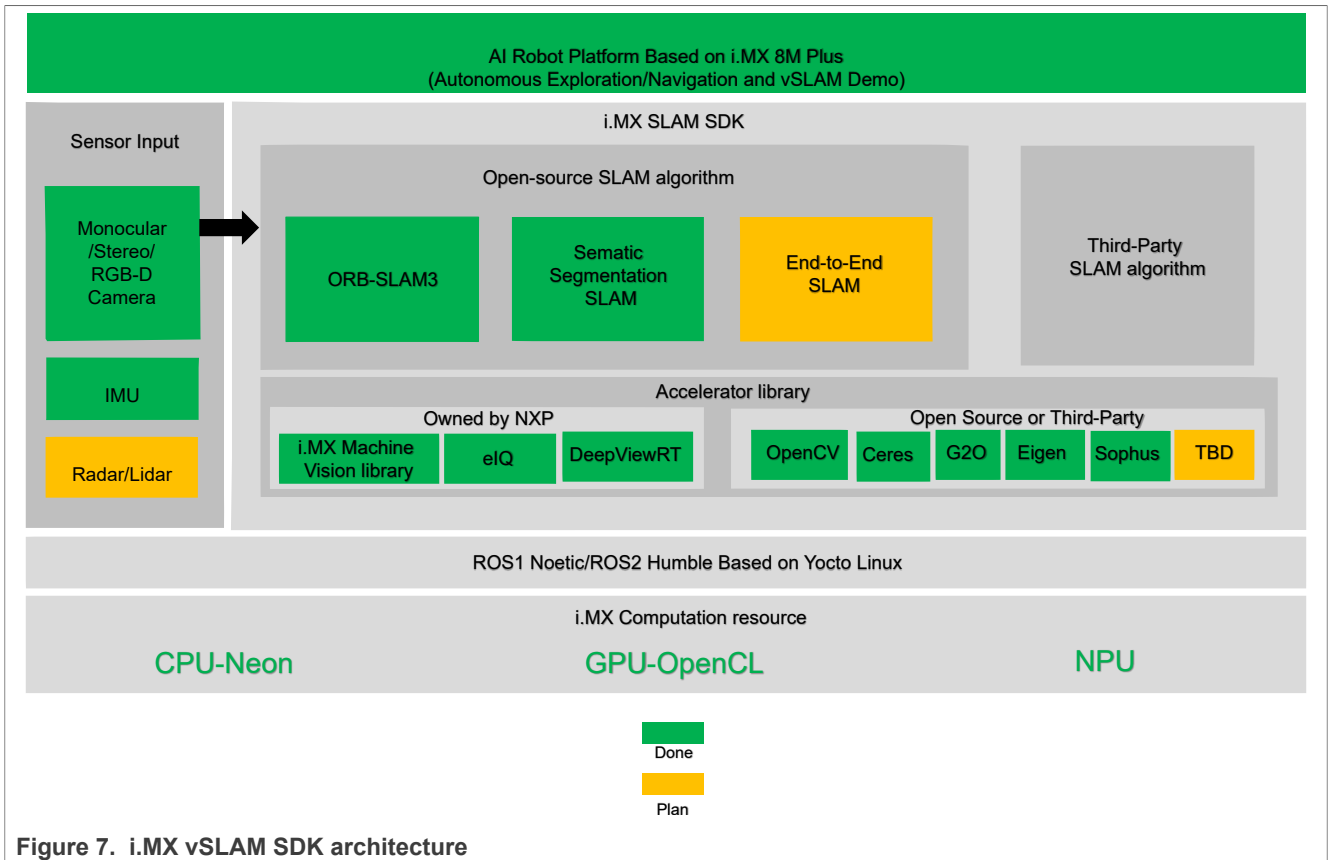 AI Robot Platform Based on i.MX 8M Plus
(Autonomous Exploration/Navigation and vSLAM Demo)
Sensor Input
Monocular
/Stereo/
RGB-D
Camera
IMU
Radar/Lidar
i.MX SLAM SDK
Open-source SLAM algorithm
ORB-SLAM3
Sematic
Segmentation
SLAM
End-to-End
SLAM
Third-Party
SLAM algorithm
Accelerator library
Owned by NXP
i.MX Machine
Vision library
eIQ
DeepViewRT
Open Source or Third-Party
OpenCV
Ceres
G2O
Eigen
Sophus
TBD
ROS1 Noetic/ROS2 Humble Based on Yocto Linux
i.MX Computation resource
CPU-Neon
GPU-OpenCL
NPU
Done
Plan
Figure 7. i.MX vSLAM SDK architecture